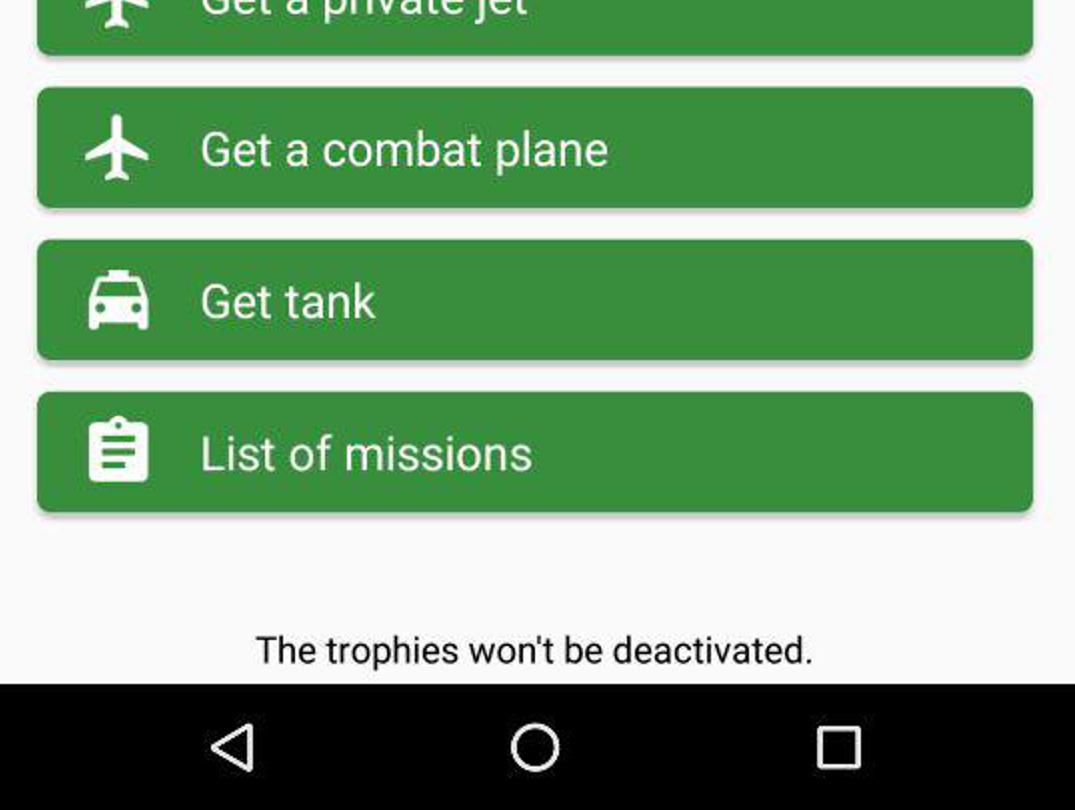 Get a private jet
Get a combat plane
Get tank
List of missions
The trophies won't be deactivated.